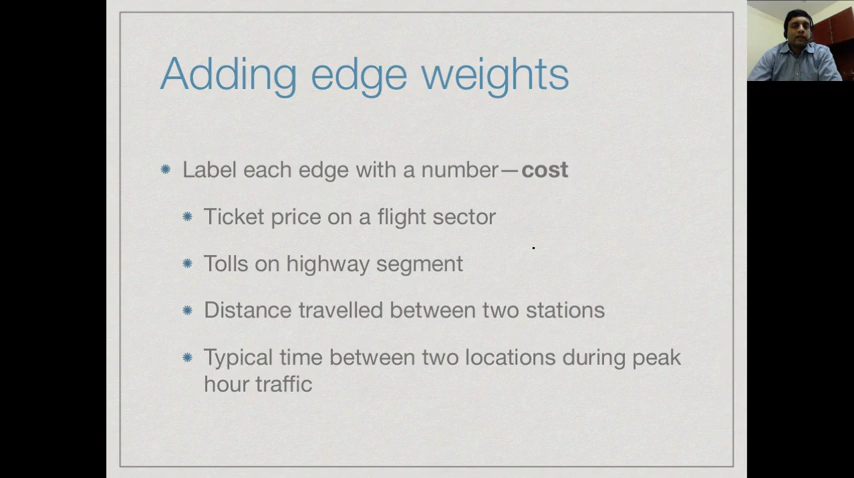 Adding edge weights
Label each edge with a number—cost
Ticket price on a flight sector
Tolls on highway segment
Distance travelled between two stations
Typical time between two locations during peak
hour traffic